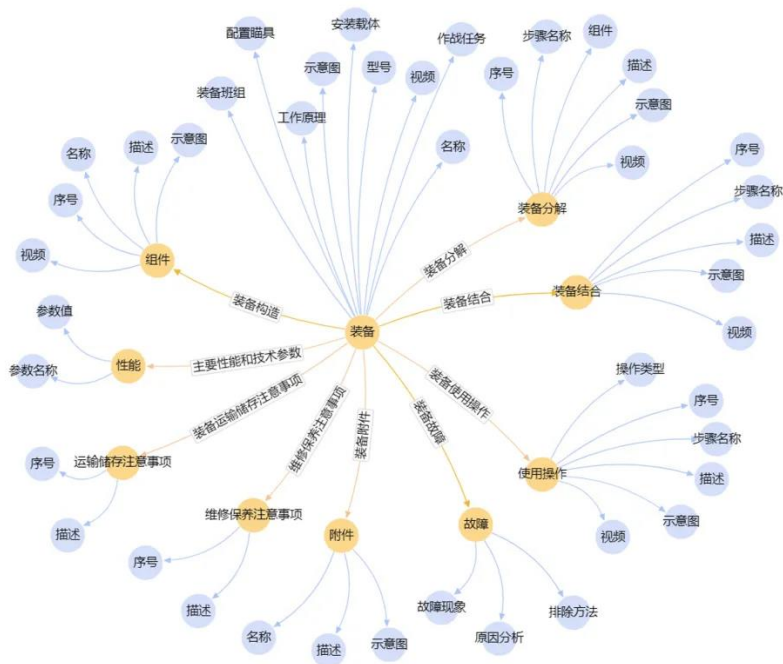 安装载体
配置瞄具
作战任务
步骤名称
组件
示意图
型号
视频
序号
描述
装备班组
示意图
工作原理
名称
描述
示意图
名称
视频
序号
步骤名称
装备分解
序号
描述
视频
组件
装备分解
示意图
装备结合
装备构造
装备结合
视频
参数值
装备
性能
主要性能和技术参数
参数名称
装备使用操作
操作类型
装备运输储存注意事项
维修保养注意事项
装备附件
装备故障
序号
步骤名称
序号
运输储存注意事项
使用操作
描述
描述
维修保养注意事项
附件
故障
示意图
视频
序号
描述
故障现象
排除方法
名称
描述
示意图
原因分析